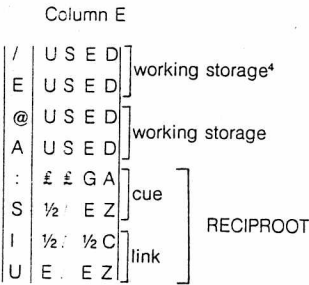 Column E
/ U S E D
working storage⁴
E U S E D
@ U S E D
working storage
A U S E D
: £ £ G A
cue
S ½ E Z
RECIPROOT
I ½ . ½ C
link
U E . E Z